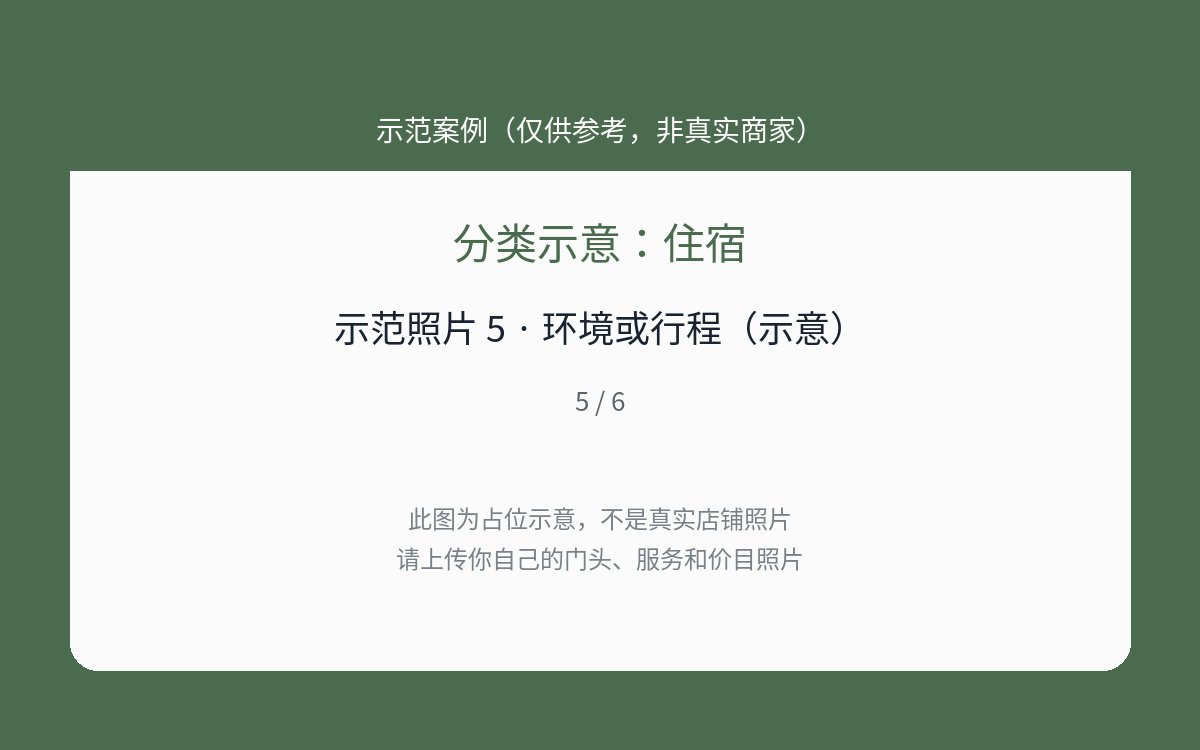 示范案例（仅供参考，非真实商家）
分类示意：住宿
示范照片 5 · 环境或行程（示意）
5 / 6
此图为占位示意，不是真实店铺照片
请上传你自己的门头、服务和价目照片